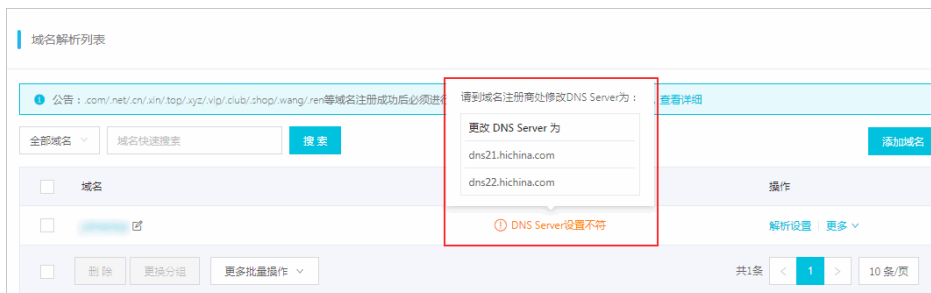 域名解析列表
公告：.com/.net/.cn/.xin/.top/.xyz/.vip/.club/.shop/.wang/.ren等域名注册成功后必须进行
查看详细
请到域名注册商处修改DNS Server为：
更改 DNS Server 为
dns21.hichina.com
dns22.hichina.com
全部域名 域名快速搜索 搜索 添加域名
域名 操作
DNS Server设置不符 解析设置 更多
删除 更换分组 更多批量操作 共1条 < 1 > 10 条/页